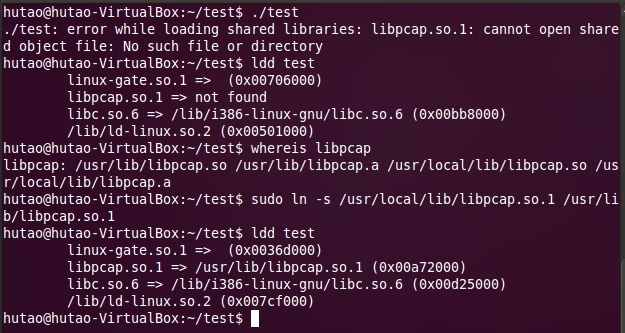 hutao@hutao-VirtualBox:~/test$ ./test
./test: error while loading shared libraries: libpcap.so.1: cannot open share
d object file: No such file or directory
hutao@hutao-VirtualBox:~/test$ ldd test
linux-gate.so.1 =>  (0x00706000)
libpcap.so.1 => not found
libc.so.6 => /lib/i386-linux-gnu/libc.so.6 (0x00bb8000)
/lib/ld-linux.so.2 (0x00501000)
hutao@hutao-VirtualBox:~/test$ whereis libpcap
libpcap: /usr/lib/libpcap.so /usr/lib/libpcap.a /usr/local/lib/libpcap.so /us
r/local/lib/libpcap.a
hutao@hutao-VirtualBox:~/test$ sudo ln -s /usr/local/lib/libpcap.so.1 /usr/li
b/libpcap.so.1
hutao@hutao-VirtualBox:~/test$ ldd test
linux-gate.so.1 =>  (0x0036d000)
libpcap.so.1 => /usr/lib/libpcap.so.1 (0x00a72000)
libc.so.6 => /lib/i386-linux-gnu/libc.so.6 (0x00d25000)
/lib/ld-linux.so.2 (0x007cf000)
hutao@hutao-VirtualBox:~/test$